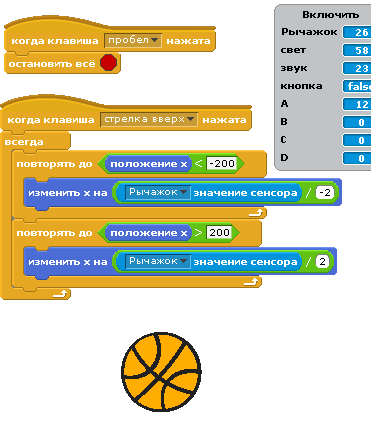 когда клавиша пробел нажата
остановить всё
когда клавиша стрелка вверх нажата
всегда
повторять до положение x < -200
изменить x на Рычажок значение сенсора / -2
повторять до положение x > 200
изменить x на Рычажок значение сенсора / 2
Включить
Рычажок 26
свет 58
звук 23
кнопка false
A 12
B 0
C 0
D 0